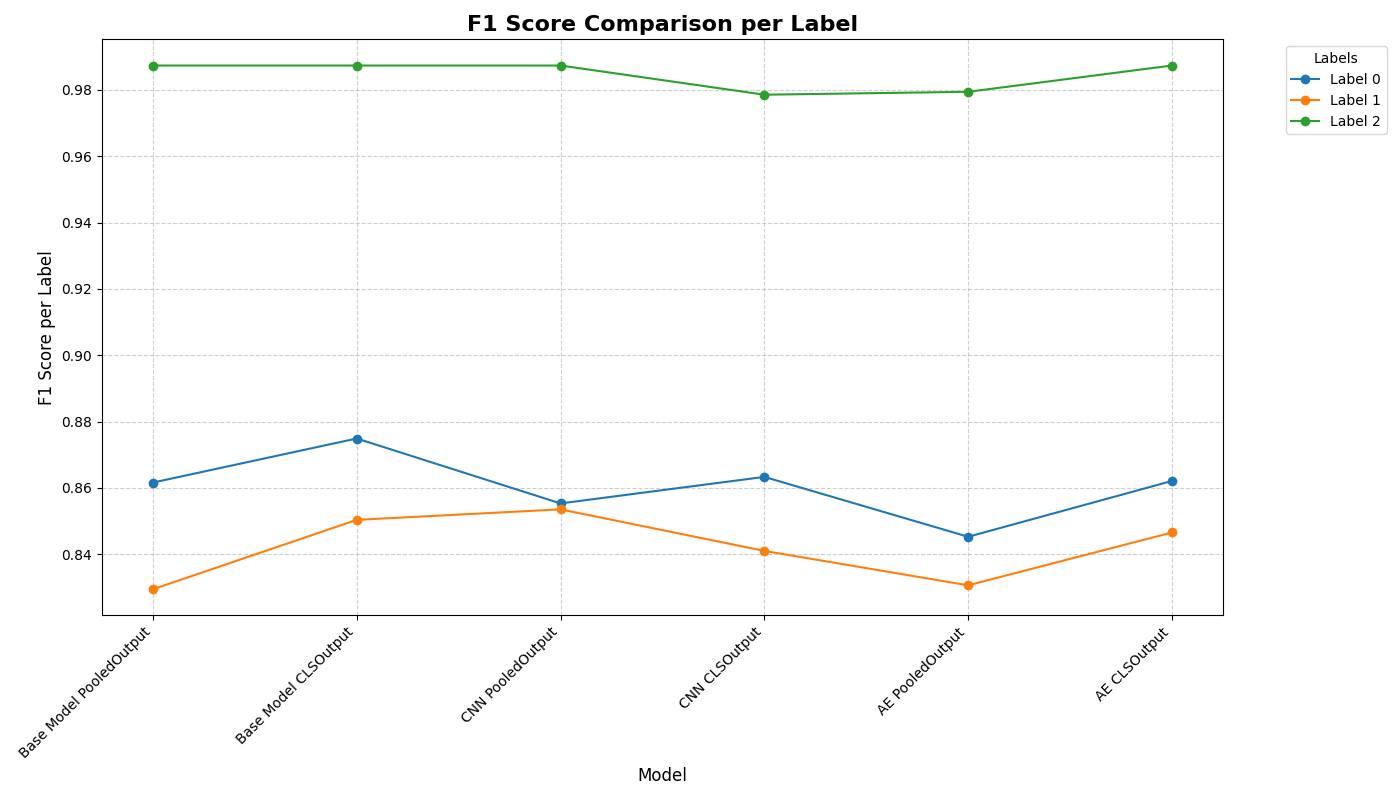 F1 Score Comparison per Label
Labels
Label 0
Label 1
Label 2
F1 Score per Label
0.98
0.96
0.94
0.92
0.90
0.88
0.86
0.84
Base Model PooledOutput
Base Model CLSOutput
CNN PooledOutput
CNN CLSOutput
AE PooledOutput
AE CLSOutput
Model